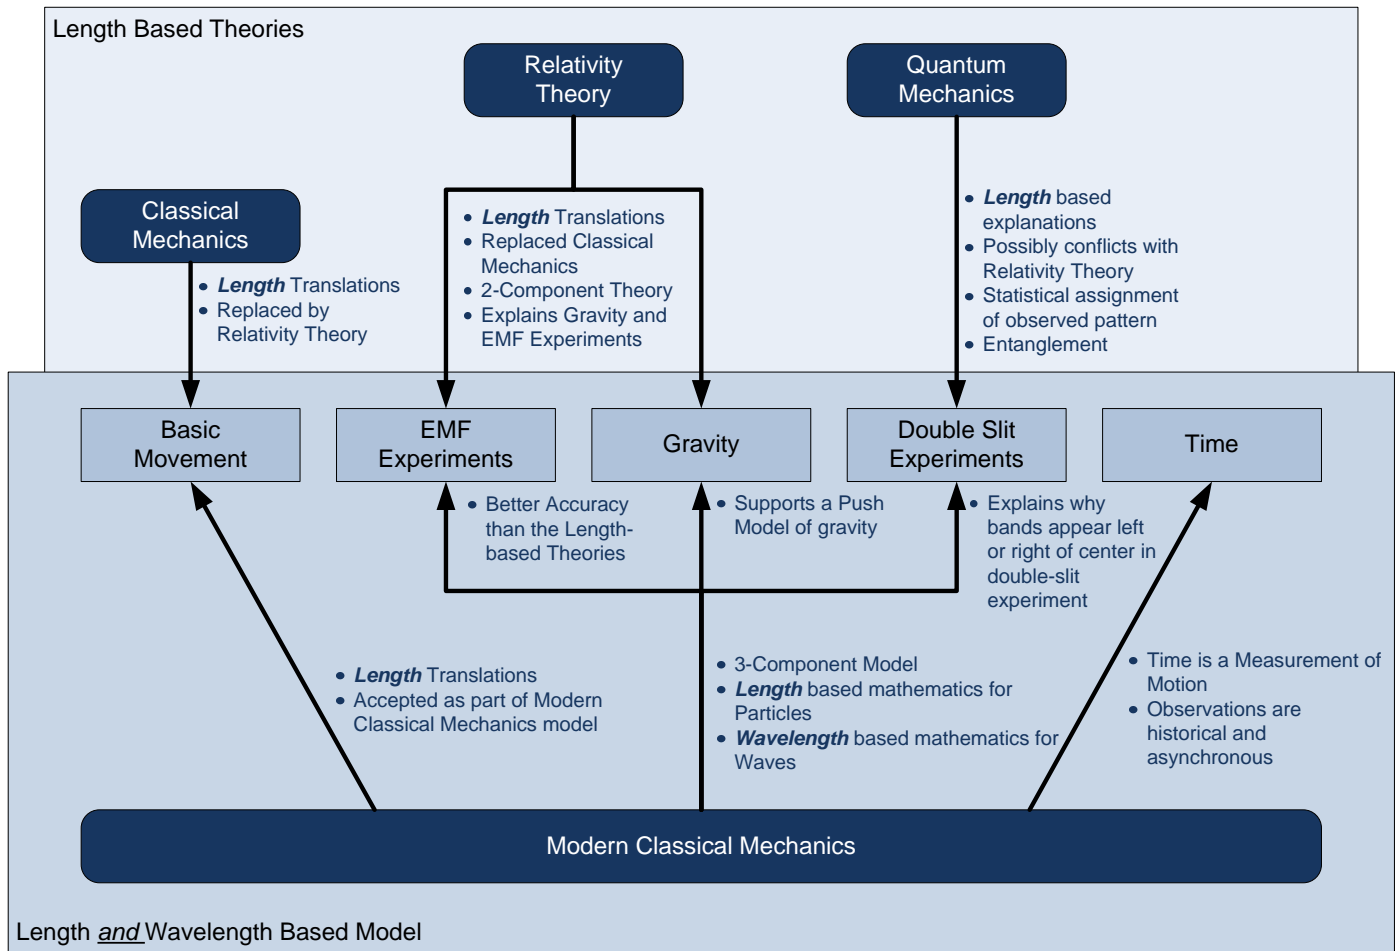 Length Based Theories
Relativity
Theory
Quantum
Mechanics
Classical
Mechanics
• Length Translations
• Replaced by
Relativity Theory
• Length Translations
• Replaced Classical
Mechanics
• 2-Component Theory
• Explains Gravity and
EMF Experiments
• Length based
explanations
• Possibly conflicts with
Relativity Theory
• Statistical assignment
of observed pattern
• Entanglement
Basic
Movement
EMF
Experiments
Gravity
Double Slit
Experiments
Time
• Better Accuracy
than the Length-
based Theories
• Supports a Push
Model of gravity
• Explains why
bands appear left
or right of center in
double-slit
experiment
• Length Translations
• Accepted as part of Modern
Classical Mechanics model
• 3-Component Model
• Length based mathematics for
Particles
• Wavelength based mathematics for
Waves
• Time is a Measurement of
Motion
• Observations are
historical and
asynchronous
Modern Classical Mechanics
Length and Wavelength Based Model